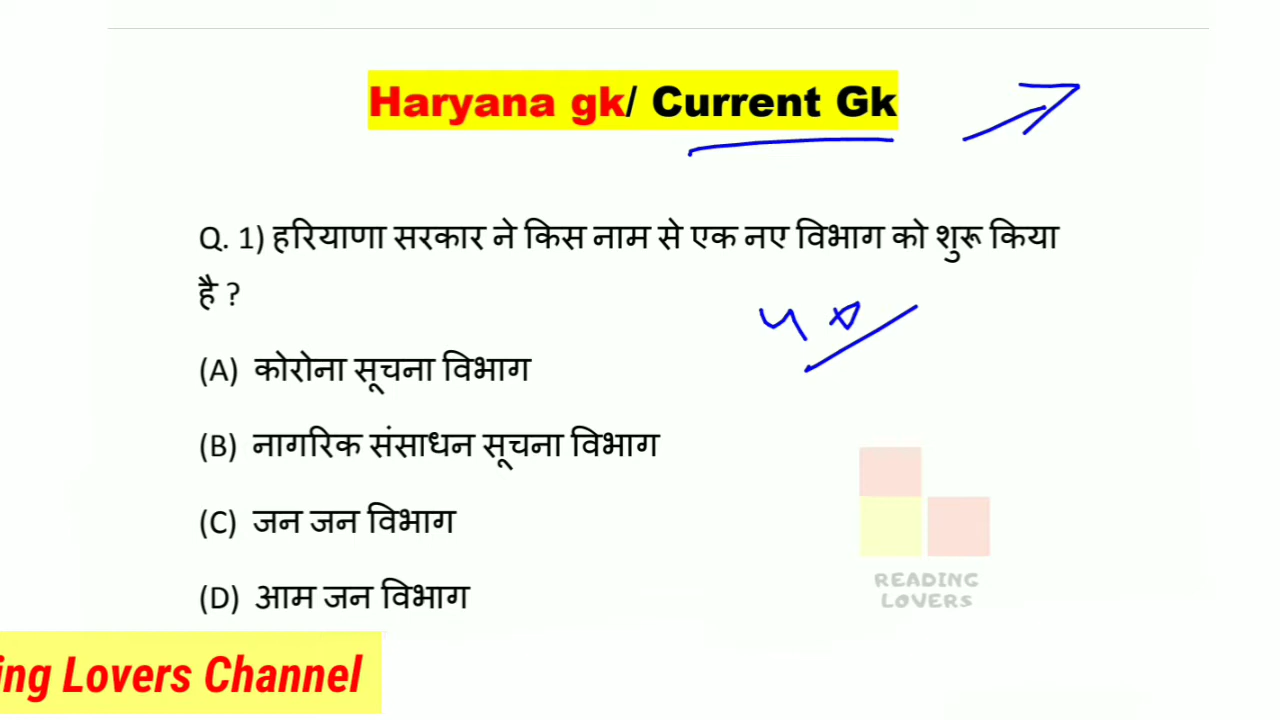 Haryana gk/ Current Gk
Q. 1) हरियाणा सरकार ने किस नाम से एक नए विभाग को शुरू किया
है ?
(A) कोरोना सूचना विभाग
(B) नागरिक संसाधन सूचना विभाग
(C) जन जन विभाग
(D) आम जन विभाग
READING
LOVERS
ing Lovers Channel